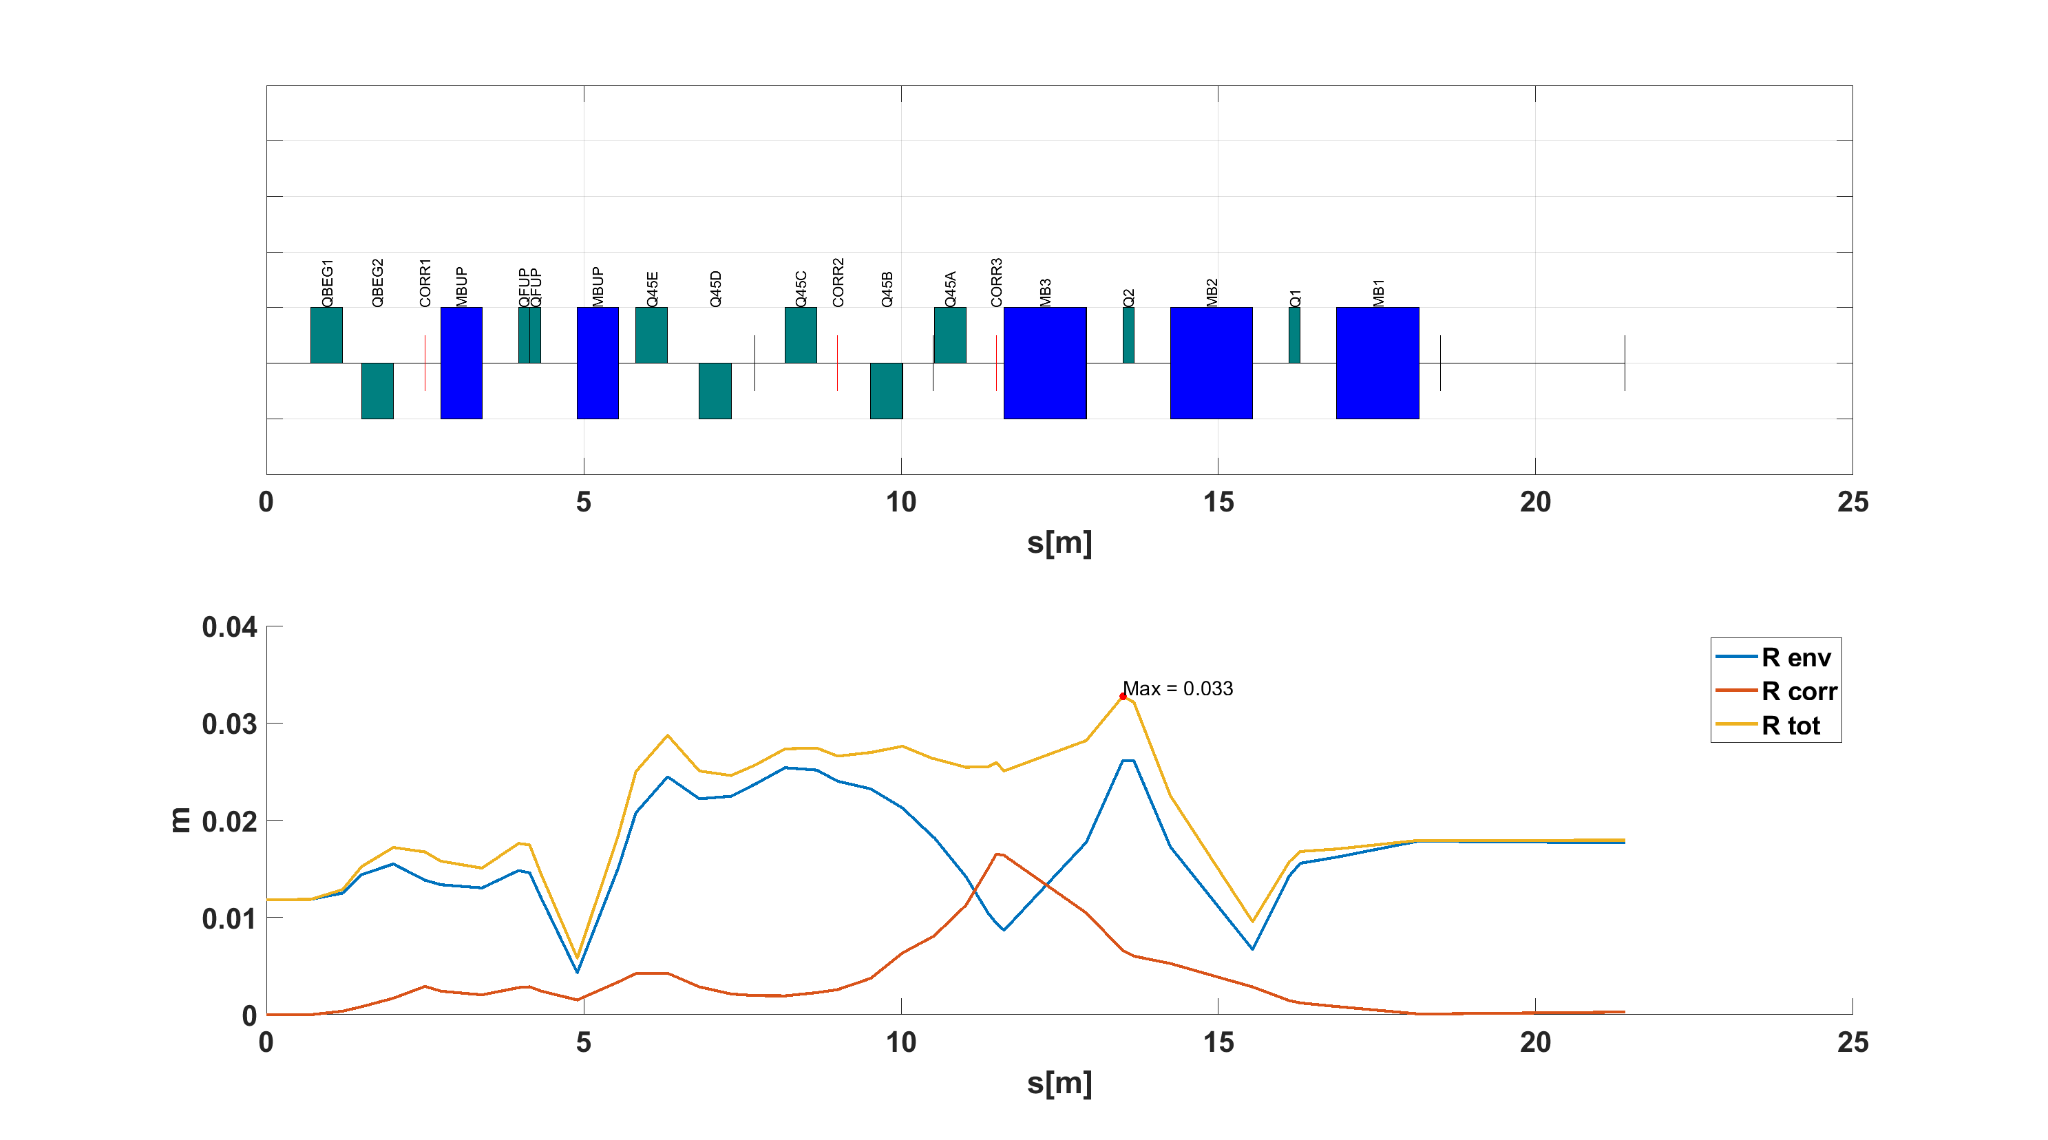 QBEG1
QBEG2
CORR1
MBUP
QFUP
QFUP
MBUP
Q45E
Q45D
Q45C
CORR2
Q45B
Q45A
CORR3
MB3
Q2
MB2
Q1
MB1
0 5 10 15 20 25
s[m]
0.04
0.03
0.02
0.01
0
m
Max = 0.033
R env
R corr
R tot
0 5 10 15 20 25
s[m]